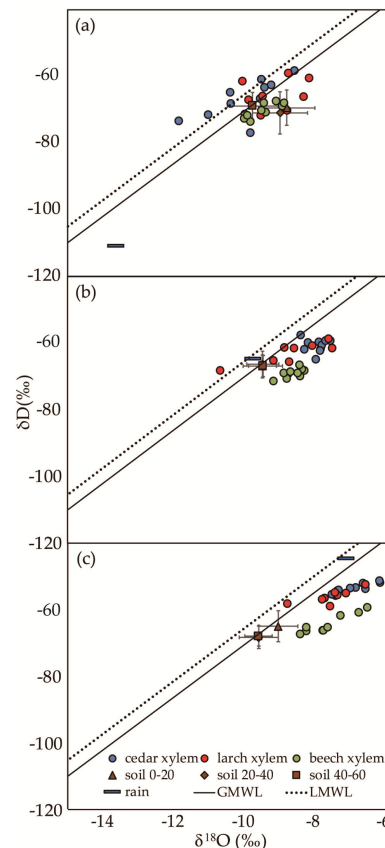 (a)
-60
-80
-100
-120
(b)
-60
-80
-100
-120
δD(‰)
(c)
-60
-80
-100
-120
cedar xylem larch xylem beech xylem
soil 0-20 soil 20-40 soil 40-60
rain GMWL LMWL
-14 -12 -10 -8 -6
δ¹⁸O (‰)